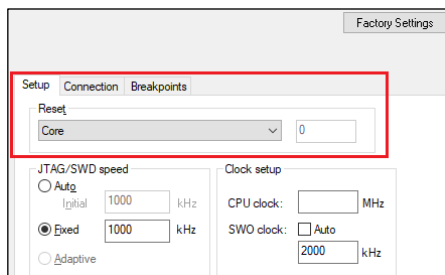 Factory Settings
Setup Connection Breakpoints
Reset
Core 0
JTAG/SWD speed Clock setup
Auto
Initial 1000 kHz CPU clock: MHz
Fixed 1000 kHz SWO clock: Auto
Adaptive 2000 kHz